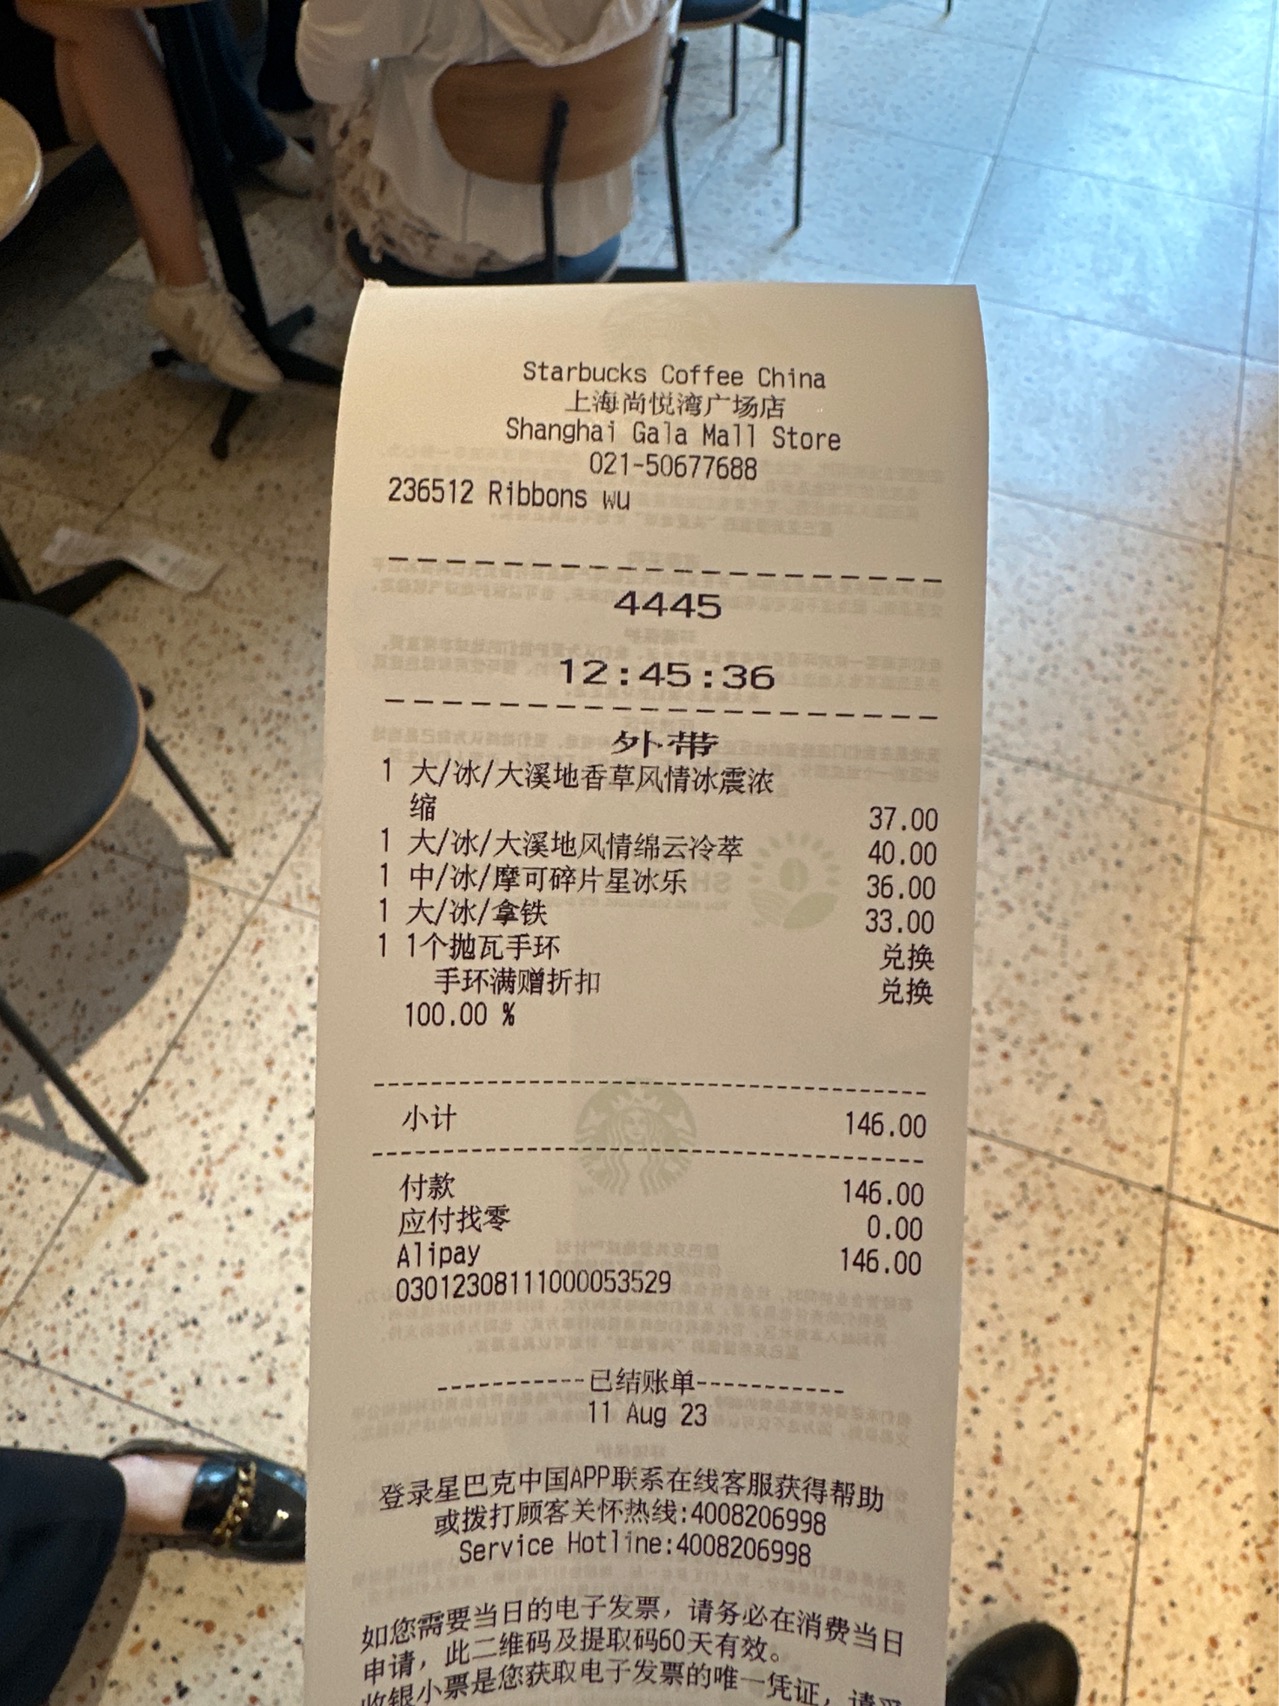 Starbucks Coffee China
上海尚悦湾广场店
Shanghai Gala Mall Store
021-50677688
236512 Ribbons wu
4445
12:45:36
外带
1 大/冰/大溪地香草风情冰震浓
缩 37.00
1 大/冰/大溪地风情绵云冷萃 40.00
1 中/冰/摩可碎片星冰乐 36.00
1 大/冰/拿铁 33.00
1 1个抛瓦手环 兑换
手环满赠折扣 兑换
100.00 %
小计 146.00
付款 146.00
应付找零 0.00
Alipay 146.00
03012308111000053529
-----------已结账单-----------
11 Aug 23
登录星巴克中国APP联系在线客服获得帮助
或拨打顾客关怀热线:4008206998
Service Hotline:4008206998
如您需要当日的电子发票，请务必在消费当日
申请，此二维码及提取码60天有效。
收银小票是您获取电子发票的唯一凭证，请